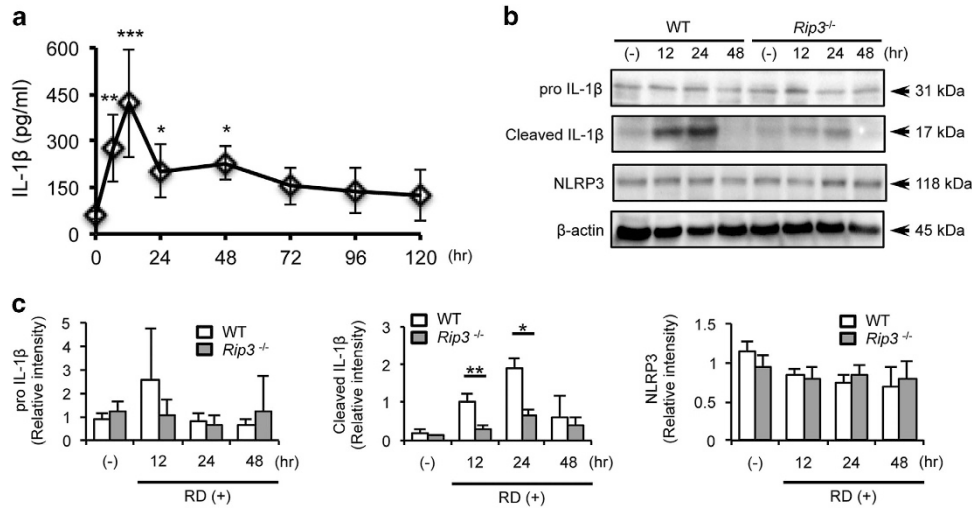 a
IL-1β (pg/ml)
600
450
300
150
0
** *** * *
0 24 48 72 96 120 (hr)
b
WT Rip3-/-
(-) 12 24 48 (-) 12 24 48 (hr)
pro IL-1β 31 kDa
Cleaved IL-1β 17 kDa
NLRP3 118 kDa
β-actin 45 kDa
c
pro IL-1β
(Relative intensity)
5
4
3
2
1
0
WT
Rip3 -/-
(-) 12 24 48 (hr)
RD (+)
Cleaved IL-1β
(Relative intensity)
3
2
1
0
WT
Rip3 -/-
** *
(-) 12 24 48 (hr)
RD (+)
NLRP3
(Relative intensity)
1.5
1
0.5
0
WT
Rip3 -/-
(-) 12 24 48 (hr)
RD (+)